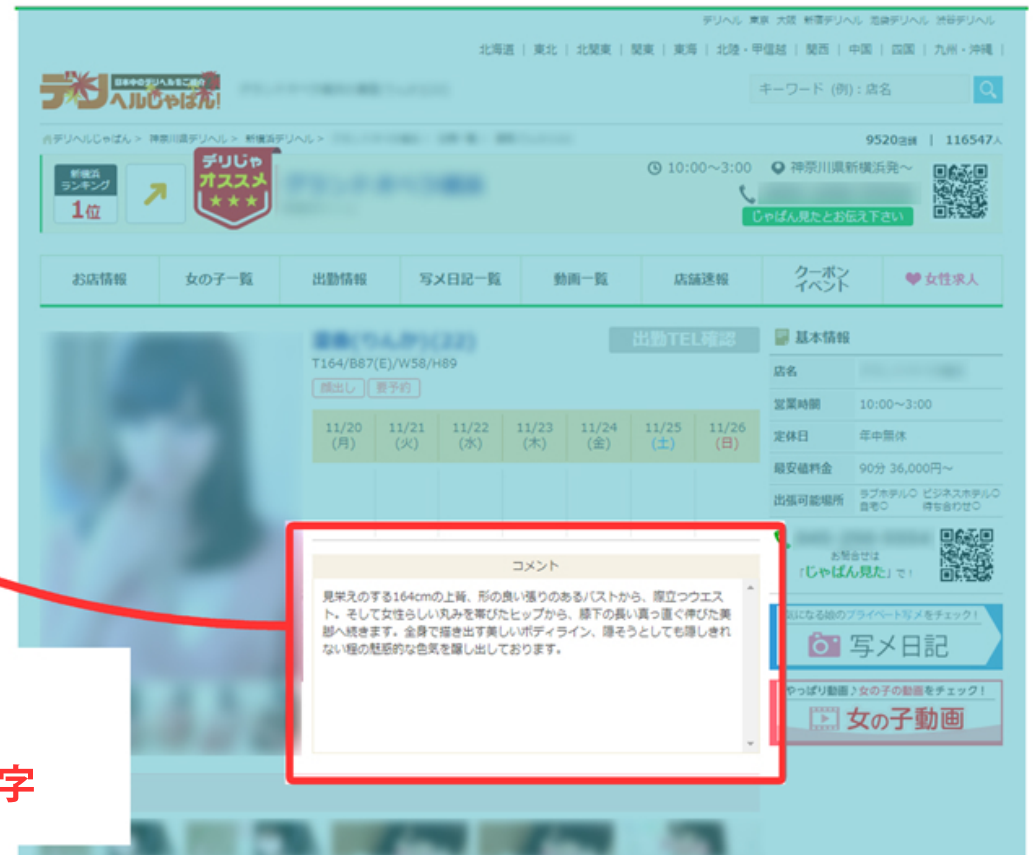 デリヘル 東京 大阪 新宿デリヘル 池袋デリヘル 渋谷デリヘル
北海道 | 東北 | 北関東 | 関東 | 東海 | 北陸・甲信越 | 関西 | 中国 | 四国 | 九州・沖縄 |
日本中のデリヘルをご紹介
デリヘルじゃぱん!
キーワード (例) : 店名
デリヘルじゃぱん > 神奈川県デリヘル > 新横浜デリヘル >
9520店舗 | 116547人
新横浜
ランキング
1位
デリじゃ
オススメ
★★★
10:00～3:00 神奈川県新横浜発～
じゃぱん見たとお伝え下さい
お店情報 女の子一覧 出勤情報 写メ日記一覧 動画一覧 店舗速報 クーポン
イベント ♥女性求人
(22)
出勤TEL確認
T164/B87(E)/W58/H89
顔出し 要予約
11/20 11/21 11/22 11/23 11/24 11/25 11/26
(月) (火) (水) (木) (金) (土) (日)
基本情報
店名
営業時間 10:00～3:00
定休日 年中無休
最安値料金 90分 36,000円～
出張可能場所 ラブホテル○ ビジネスホテル○
自宅○ 待ち合わせ○
お問合せは
「じゃぱん見た」で!
コメント
見栄えのする164cmの上背、形の良い張りのあるバストから、際立つウエス
ト。そして女性らしい丸みを帯びたヒップから、膝下の長い真っ直ぐ伸びた美
脚へ続きます。全身で描き出す美しいボディライン、隠そうとしても隠しきれ
ない程の魅惑的な色気を醸し出しております。
気になる娘のプライベート写メをチェック!
写メ日記
やっぱり動画♪女の子の動画をチェック!
女の子動画
字